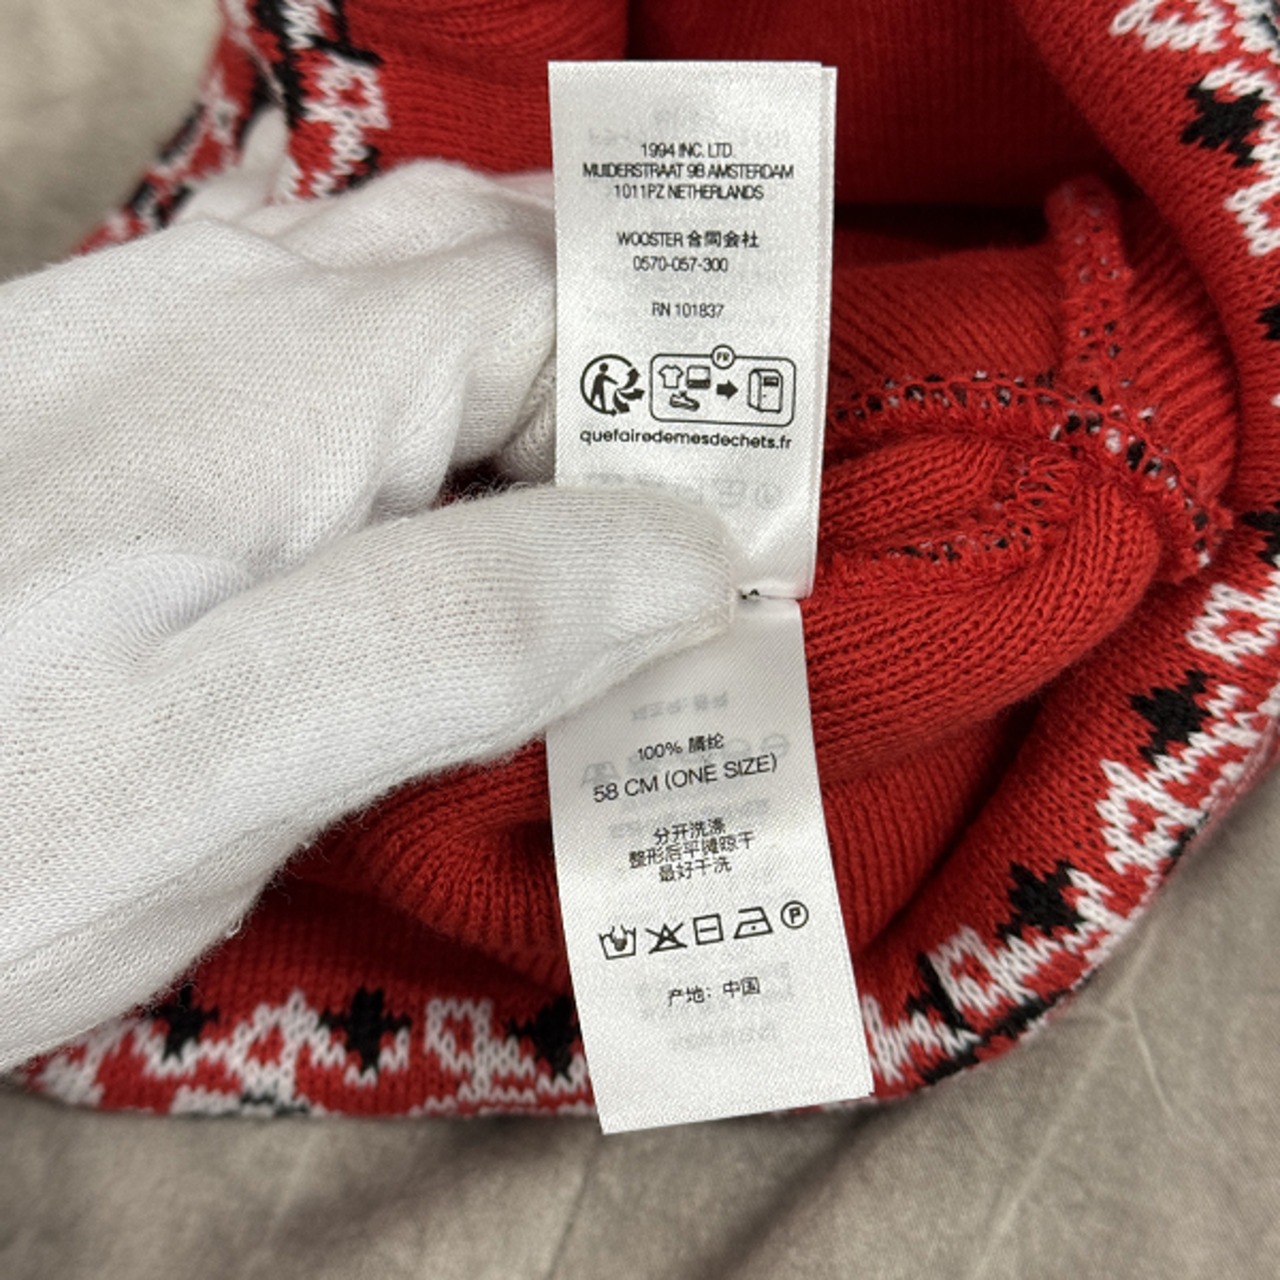 1994 INC. LTD.
MUIDERSTRAAT 9B AMSTERDAM
1011PZ NETHERLANDS
WOOSTER 合同会社
0570-057-300
RN 101837
FR
quefairedemesdechets.fr
100% 腈纶
58 CM (ONE SIZE)
分开洗涤
整形后平摊晾干
最好干洗
P
产地：中国